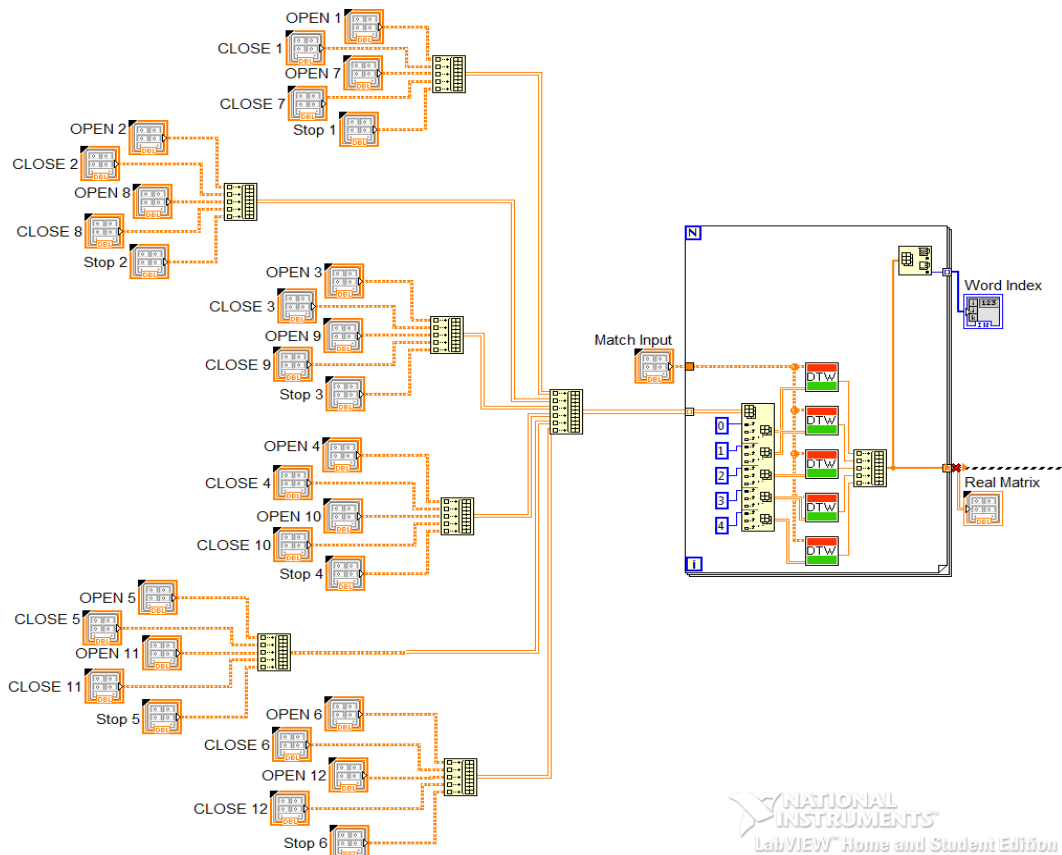 OPEN 1
CLOSE 1
OPEN 7
CLOSE 7
Stop 1
OPEN 2
CLOSE 2
OPEN 8
CLOSE 8
Stop 2
OPEN 3
CLOSE 3
OPEN 9
CLOSE 9
Stop 3
OPEN 4
CLOSE 4
OPEN 10
CLOSE 10
Stop 4
OPEN 5
CLOSE 5
OPEN 11
CLOSE 11
Stop 5
OPEN 6
CLOSE 6
OPEN 12
CLOSE 12
Stop 6
Match Input
N
0
1
2
3
4
i
DTW
DTW
DTW
DTW
DTW
Word Index
123
Real Matrix
NATIONAL
INSTRUMENTS™
LabVIEW™ Home and Student Edition